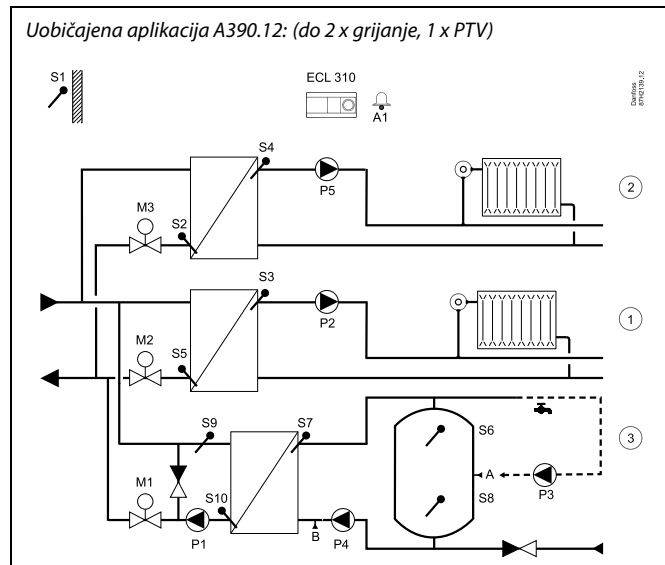 Uobičajena aplikacija A390.12: (do 2 x grijanje, 1 x PTV)
S1
ECL 310
A1
Danfoss
87H2139.12
S4
P5
M3
S2
2
S3
P2
M2
S5
1
S9
S7
S6
3
A
P3
S8
M1
S10
P1
B
P4